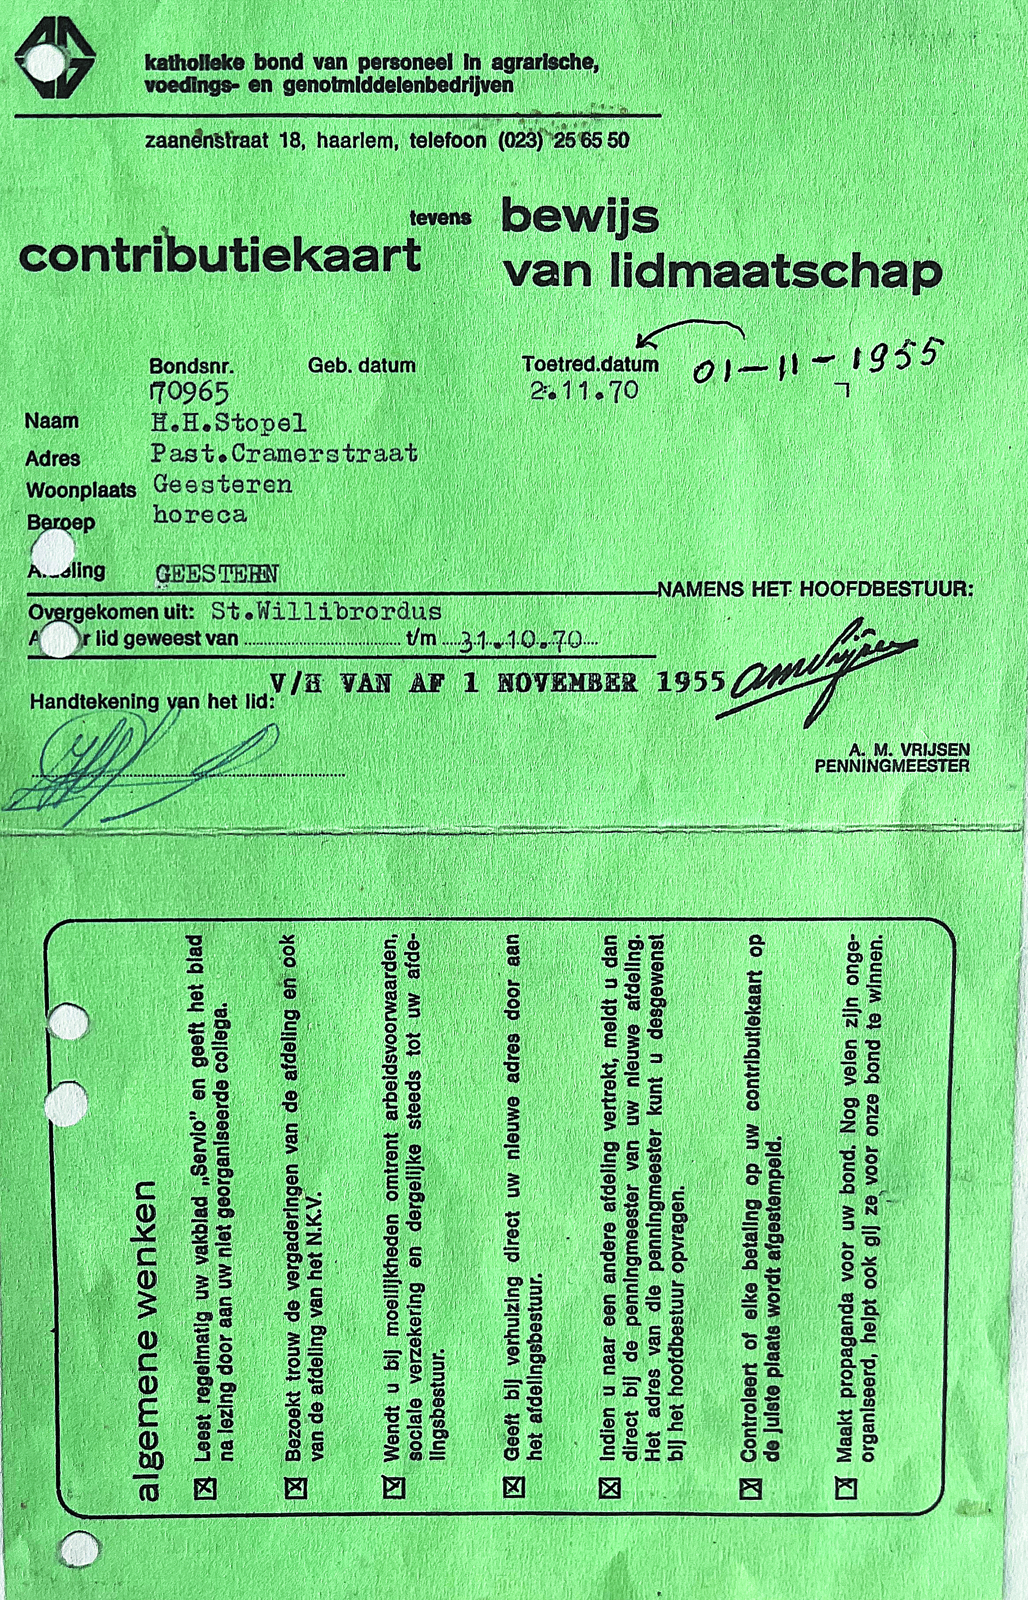 katholieke bond van personeel in agrarische,
voedings- en genotmiddelenbedrijven
zaanenstraat 18, haarlem, telefoon (023) 25 65 50
contributiekaart tevens bewijs
van lidmaatschap
Bondsnr. Geb. datum Toetred.datum 01-11-1955
70965 2.11.70
Naam H.H.Stopel
Adres Past.Cramerstraat
Woonplaats Geesteren
Beroep horeca
A..eling GEESTERN
NAMENS HET HOOFDBESTUUR:
Overgekomen uit: St.Willibrordus
r lid geweest van t/m 31.10.70
V/H VAN AF 1 NOVEMBER 1955
Handtekening van het lid:
A. M. VRIJSEN
PENNINGMEESTER
algemene wenken
Leest regelmatig uw vakblad „Servio” en geeft het blad
na lezing door aan uw niet georganiseerde collega.
Bezoekt trouw de vergaderingen van de afdeling en ook
van de afdeling van het N.K.V.
Wendt u bij moeilijkheden omtrent arbeidsvoorwaarden,
sociale verzekering en dergelijke steeds tot uw afde-
lingsbestuur.
Geeft bij verhuizing direct uw nieuwe adres door aan
het afdelingsbestuur.
Indien u naar een andere afdeling vertrekt, meldt u dan
direct bij de penningmeester van uw nieuwe afdeling.
Het adres van die penningmeester kunt u desgewenst
bij het hoofdbestuur opvragen.
Controleert of elke betaling op uw contributiekaart op
de juiste plaats wordt afgestempeld.
Maakt propaganda voor uw bond. Nog velen zijn onge-
organiseerd, helpt ook gij ze voor onze bond te winnen.